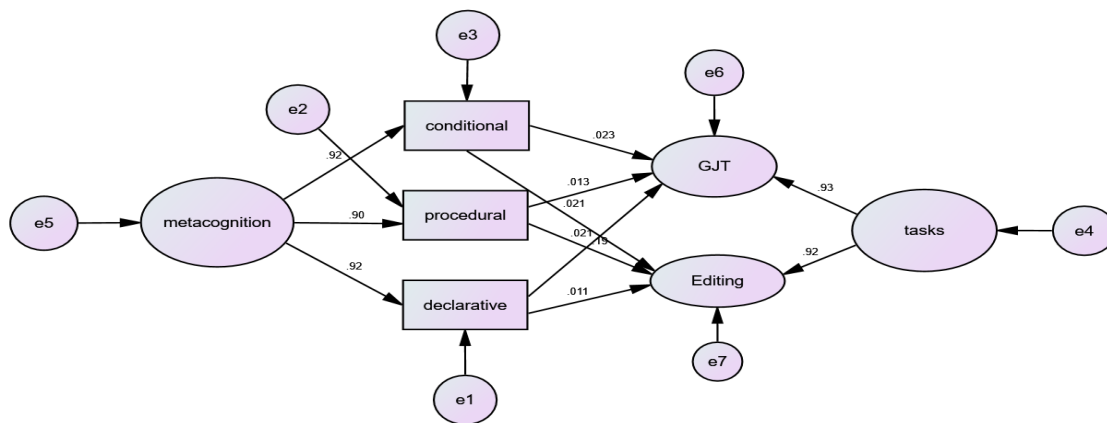 e3
e6
e2
conditional
.023
.92
GJT
.013
.93
e5
metacognition
.90
procedural
.021
tasks
e4
.021
.19
.92
.92
declarative
.011
Editing
e1
e7